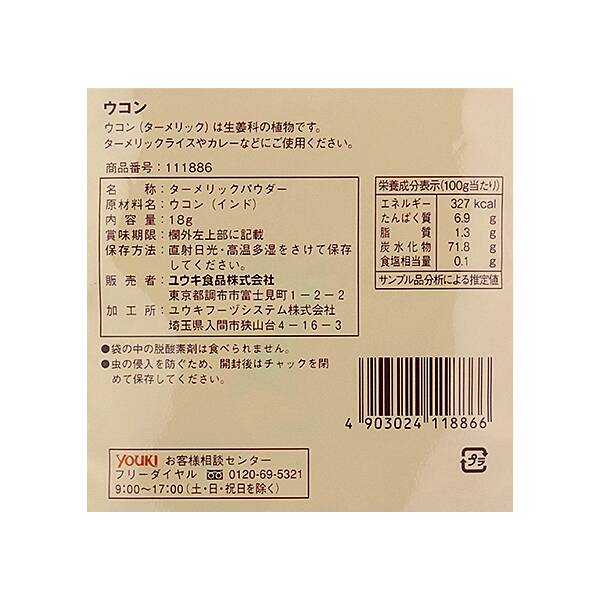 ウコン
ウコン(ターメリック)は生姜科の植物です。
ターメリックライスやカレーなどにご使用ください。
商品番号:111886
名称:ターメリックパウダー
原材料名:ウコン(インド)
内容量:18g
賞味期限:欄外左上部に記載
保存方法:直射日光・高温多湿をさけて保存
してください。
販売者:ユウキ食品株式会社
東京都調布市富士見町1-2-2
加工所:ユウキフーヅシステム株式会社
埼玉県入間市狭山台4-16-3
栄養成分表示(100g当たり)
エネルギー 327 kcal
たんぱく質 6.9 g
脂質 1.3 g
炭水化物 71.8 g
食塩相当量 0.1 g
サンプル品分析による推定値
●袋の中の脱酸素剤は食べられません。
●虫の侵入を防ぐため、開封後はチャックを閉
めて保存してください。
4 903024 118866
プラ
YOUKI お客様相談センター
フリーダイヤル 0120-69-5321
9:00~17:00(土・日・祝日を除く)